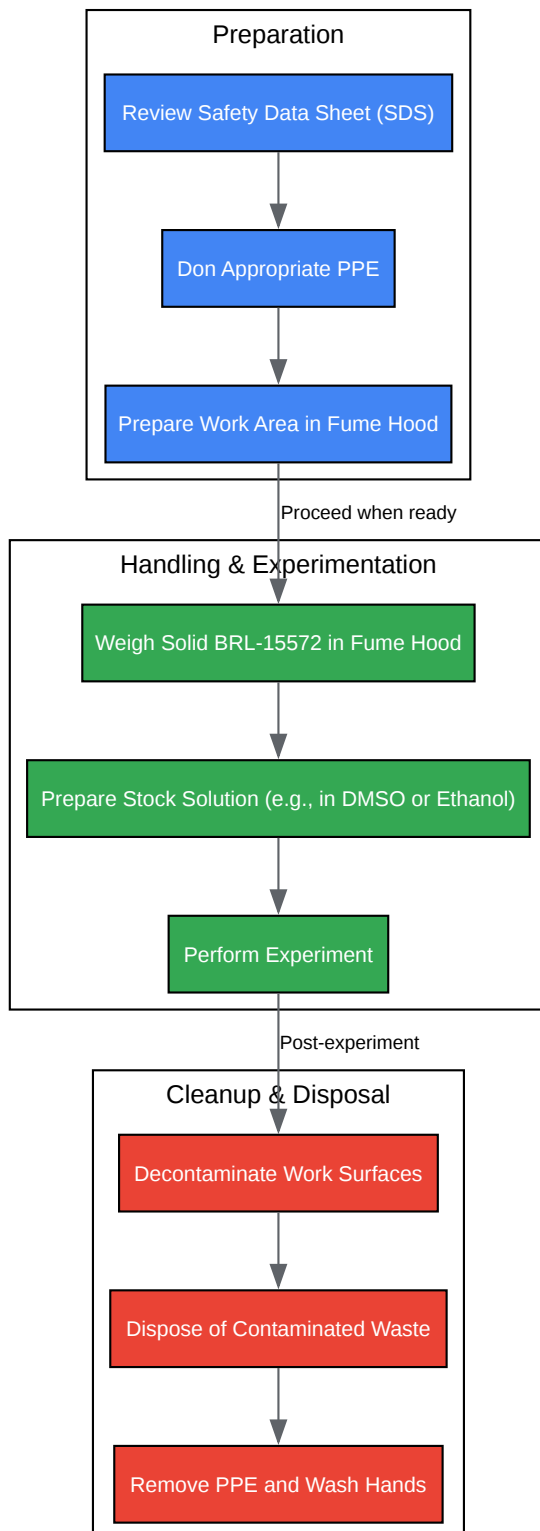 Preparation
Review Safety Data Sheet (SDS)
Don Appropriate PPE
Prepare Work Area in Fume Hood
Proceed when ready
Handling & Experimentation
Weigh Solid BRL-15572 in Fume Hood
Prepare Stock Solution (e.g., in DMSO or Ethanol)
Perform Experiment
Post-experiment
Cleanup & Disposal
Decontaminate Work Surfaces
Dispose of Contaminated Waste
Remove PPE and Wash Hands